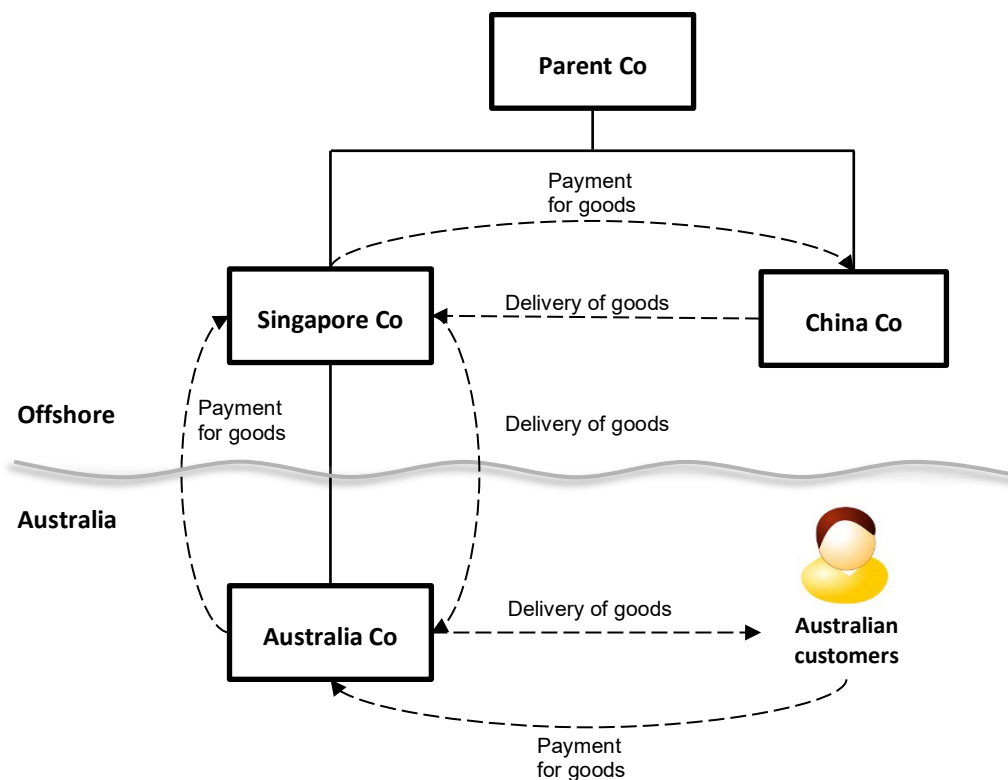 Parent Co
Payment
for goods
Singapore Co
Delivery of goods
China Co
Offshore
Payment
for goods
Delivery of goods
Australia
Australia Co
Delivery of goods
Australian
customers
Payment
for goods